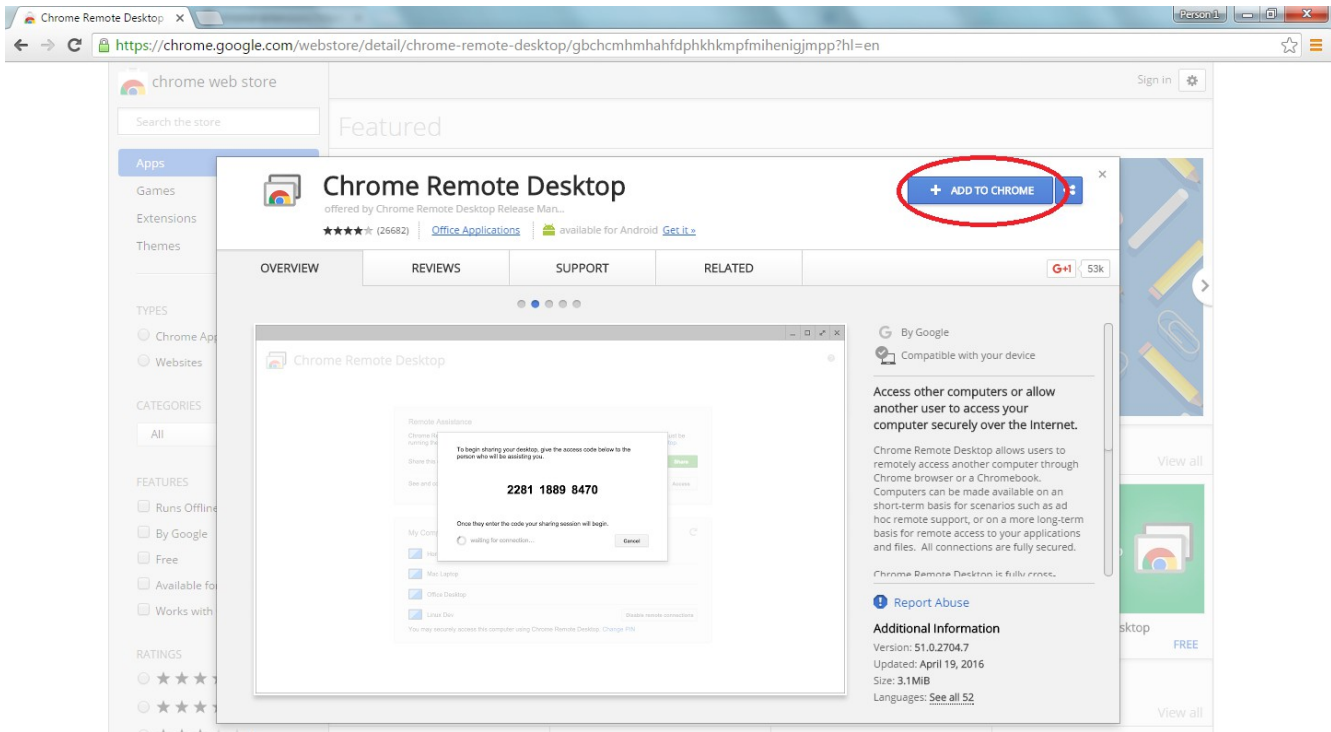 Chrome Remote Desktop
Person 1
https://chrome.google.com/webstore/detail/chrome-remote-desktop/gbchcmhmhahfdphkhkmpfmihenigjmpp?hl=en
chrome web store
Sign in
Search the store
Featured
Apps
Games
Extensions
Themes
TYPES
Chrome App
Websites
CATEGORIES
All
FEATURES
Runs Offline
By Google
Free
Available fo
Works with
RATINGS
Chrome Remote Desktop
offered by Chrome Remote Desktop Release Man...
(26682) Office Applications available for Android Get it »
+ ADD TO CHROME
OVERVIEW REVIEWS SUPPORT RELATED
G+1 53k
Chrome Remote Desktop
Remote Assistance
Share
Access
To begin sharing your desktop, give the access code below to the
person who will be assisting you.
2281 1889 8470
Once they enter the code your sharing session will begin.
waiting for connection...
Cancel
My Com
Mac Laptop
Office Desktop
Linux Dev
Disable remote connections
You may securely access this computer using Chrome Remote Desktop. Change PIN
By Google
Compatible with your device
Access other computers or allow
another user to access your
computer securely over the Internet.
Chrome Remote Desktop allows users to
remotely access another computer through
Chrome browser or a Chromebook.
Computers can be made available on an
short-term basis for scenarios such as ad
hoc remote support, or on a more long-term
basis for remote access to your applications
and files. All connections are fully secured.
Chrome Remote Desktop is fully cross-
Report Abuse
Additional Information
Version: 51.0.2704.7
Updated: April 19, 2016
Size: 3.1MiB
Languages: See all 52
View all
sktop
FREE
View all